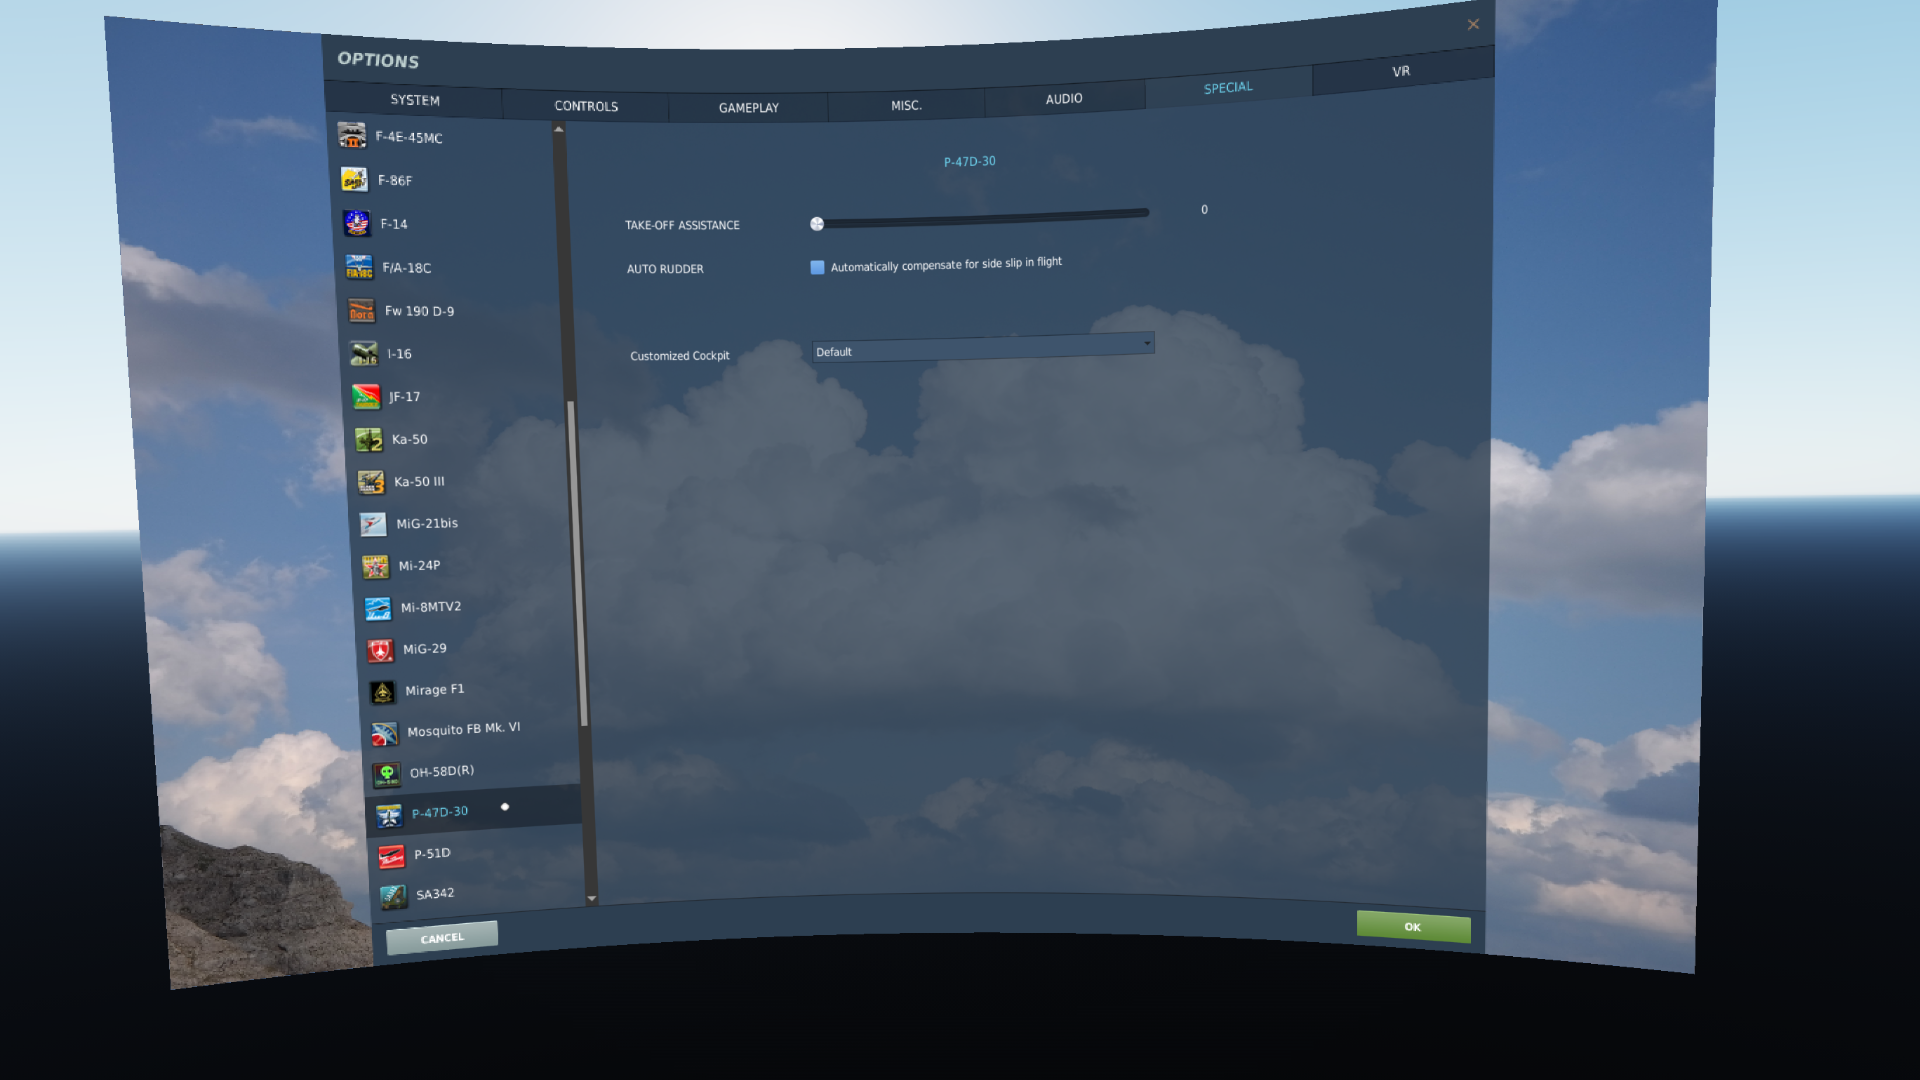 OPTIONS
SYSTEM
CONTROLS
GAMEPLAY
MISC.
AUDIO
SPECIAL
VR
F-4E-45MC
F-86F
F-14
F/A-18C
Fw 190 D-9
I-16
JF-17
Ka-50
Ka-50 III
MiG-21bis
Mi-24P
Mi-8MTV2
MiG-29
Mirage F1
Mosquito FB Mk. VI
OH-58D(R)
P-47D-30
P-51D
SA342
P-47D-30
TAKE-OFF ASSISTANCE
0
AUTO RUDDER
Automatically compensate for side slip in flight
Customized Cockpit
Default
CANCEL
OK